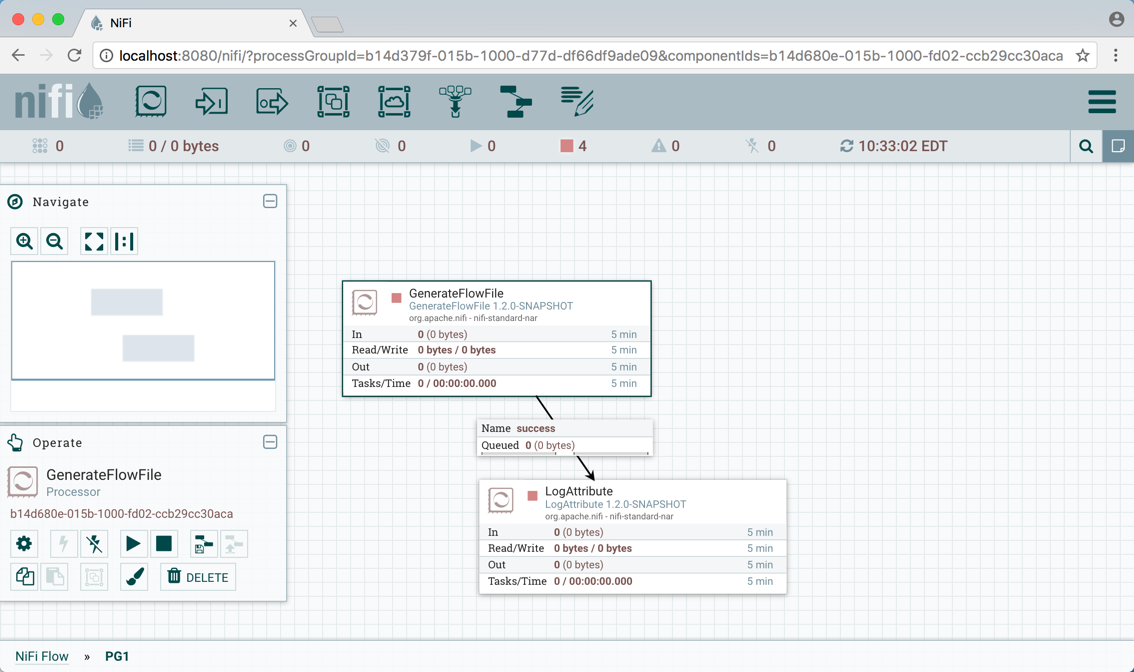 NiFi
localhost:8080/nifi/?processGroupId=b14d379f-015b-1000-d77d-df66df9ade09&componentIds=b14d680e-015b-1000-fd02-ccb29cc30aca
nifi
0 0 / 0 bytes 0 0 0 4 0 0 10:33:02 EDT
Navigate
GenerateFlowFile
GenerateFlowFile 1.2.0-SNAPSHOT
org.apache.nifi - nifi-standard-nar
In 0 (0 bytes) 5 min
Read/Write 0 bytes / 0 bytes 5 min
Out 0 (0 bytes) 5 min
Tasks/Time 0 / 00:00:00.000 5 min
Name success
Queued 0 (0 bytes)
Operate
GenerateFlowFile
Processor
b14d680e-015b-1000-fd02-ccb29cc30aca
DELETE
LogAttribute
LogAttribute 1.2.0-SNAPSHOT
org.apache.nifi - nifi-standard-nar
In 0 (0 bytes) 5 min
Read/Write 0 bytes / 0 bytes 5 min
Out 0 (0 bytes) 5 min
Tasks/Time 0 / 00:00:00.000 5 min
NiFi Flow » PG1